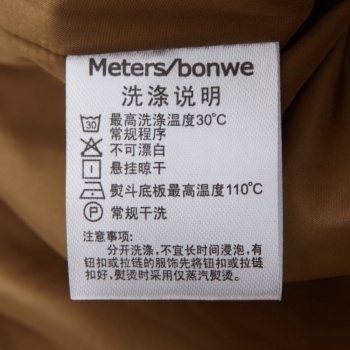 Meters/bonwe
洗涤说明
30 最高洗涤温度30℃
常规程序
不可漂白
悬挂晾干
熨斗底板最高温度110℃
P 常规干洗
注意事项:
分开洗涤,不宜长时间浸泡,有
钮扣或拉链的服饰先将钮扣或拉链
扣好,熨烫时采用仅蒸汽熨烫。